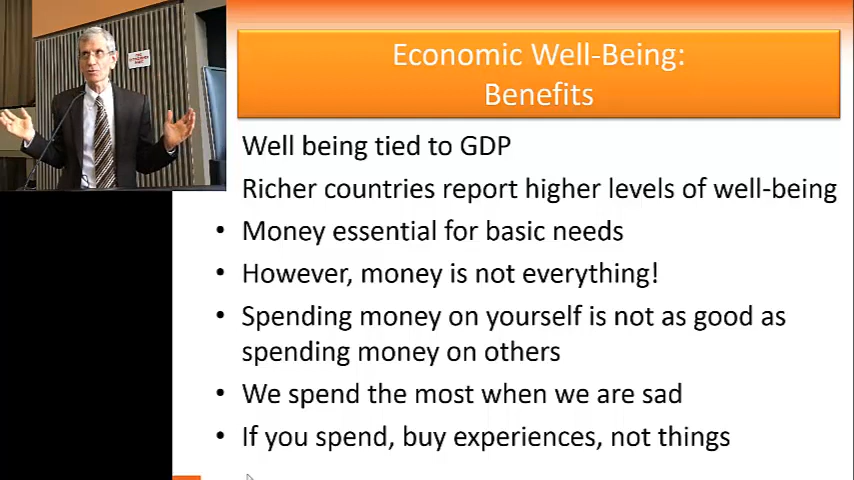 Economic Well-Being:
Benefits
Well being tied to GDP
Richer countries report higher levels of well-being
• Money essential for basic needs
• However, money is not everything!
• Spending money on yourself is not as good as
spending money on others
• We spend the most when we are sad
• If you spend, buy experiences, not things